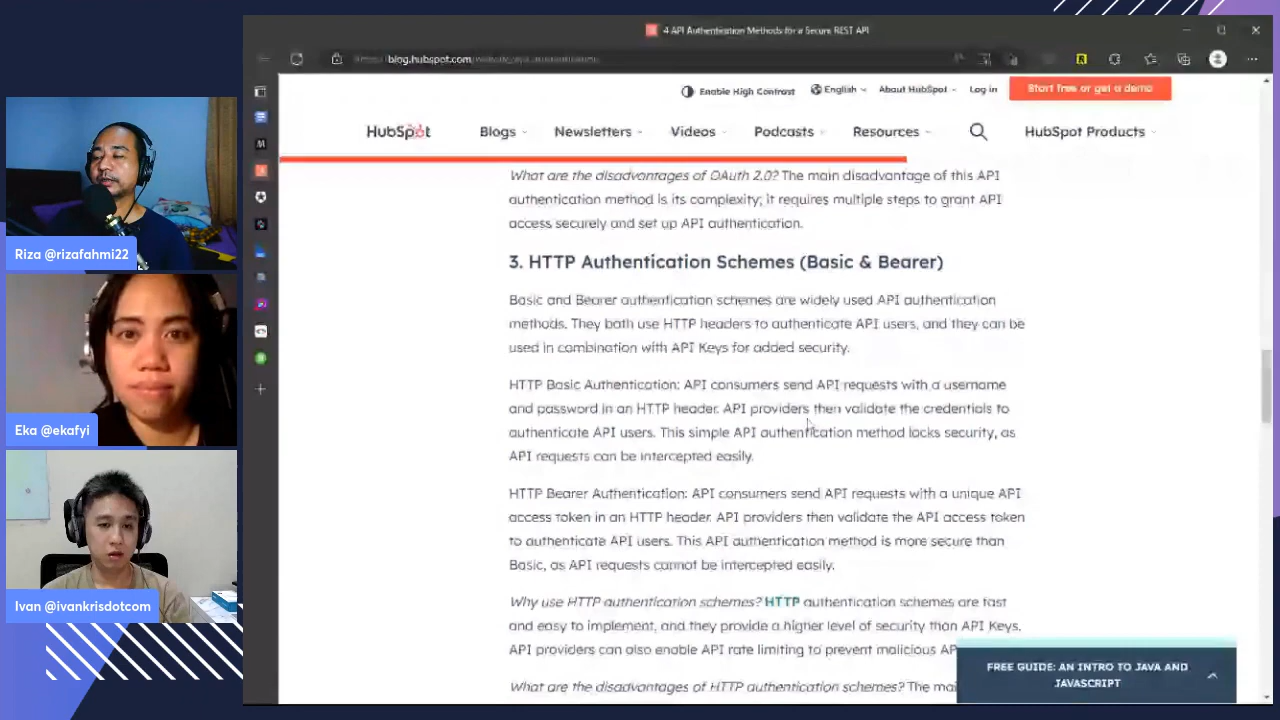 4 API Authentication Methods for a Secure REST API
blog.hubspot.com
Enable High Contrast
English
About HubSpot
Log in
Start free or get a demo
HubSpot
Blogs
Newsletters
Videos
Podcasts
Resources
HubSpot Products
What are the disadvantages of OAuth 2.0? The main disadvantage of this API
authentication method is its complexity; it requires multiple steps to grant API
access securely and set up API authentication.
3. HTTP Authentication Schemes (Basic & Bearer)
Basic and Bearer authentication schemes are widely used API authentication
methods. They both use HTTP headers to authenticate API users, and they can be
used in combination with API Keys for added security.
HTTP Basic Authentication: API consumers send API requests with a username
and password in an HTTP header. API providers then validate the credentials to
authenticate API users. This simple API authentication method lacks security, as
API requests can be intercepted easily.
HTTP Bearer Authentication: API consumers send API requests with a unique API
access token in an HTTP header. API providers then validate the API access token
to authenticate API users. This API authentication method is more secure than
Basic, as API requests cannot be intercepted easily.
Why use HTTP authentication schemes? HTTP authentication schemes are fast
and easy to implement, and they provide a higher level of security than API Keys.
API providers can also enable API rate limiting to prevent malicious AP
What are the disadvantages of HTTP authentication schemes? The mai
FREE GUIDE: AN INTRO TO JAVA AND
JAVASCRIPT
Riza @rizafahmi22
Eka @ekafyi
Ivan @ivankrisdotcom